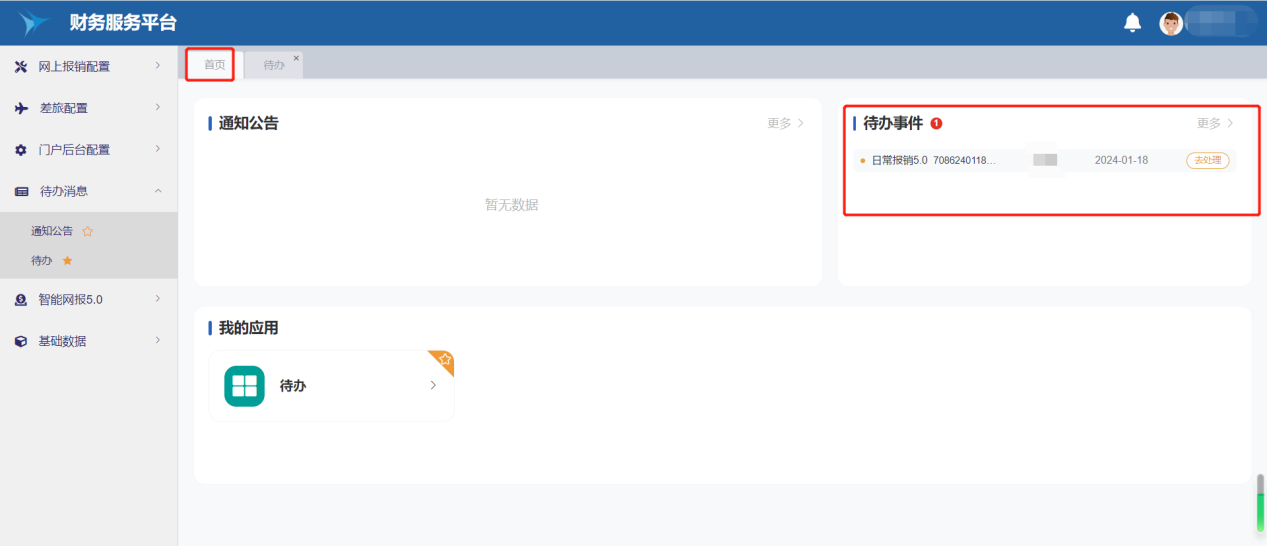 财务服务平台
网上报销配置
差旅配置
门户后台配置
待办消息
通知公告
待办
智能网报5.0
基础数据
首页
待办
通知公告
更多
暂无数据
待办事件 1
更多
日常报销5.0 7086240118... 2024-01-18 去处理
我的应用
待办